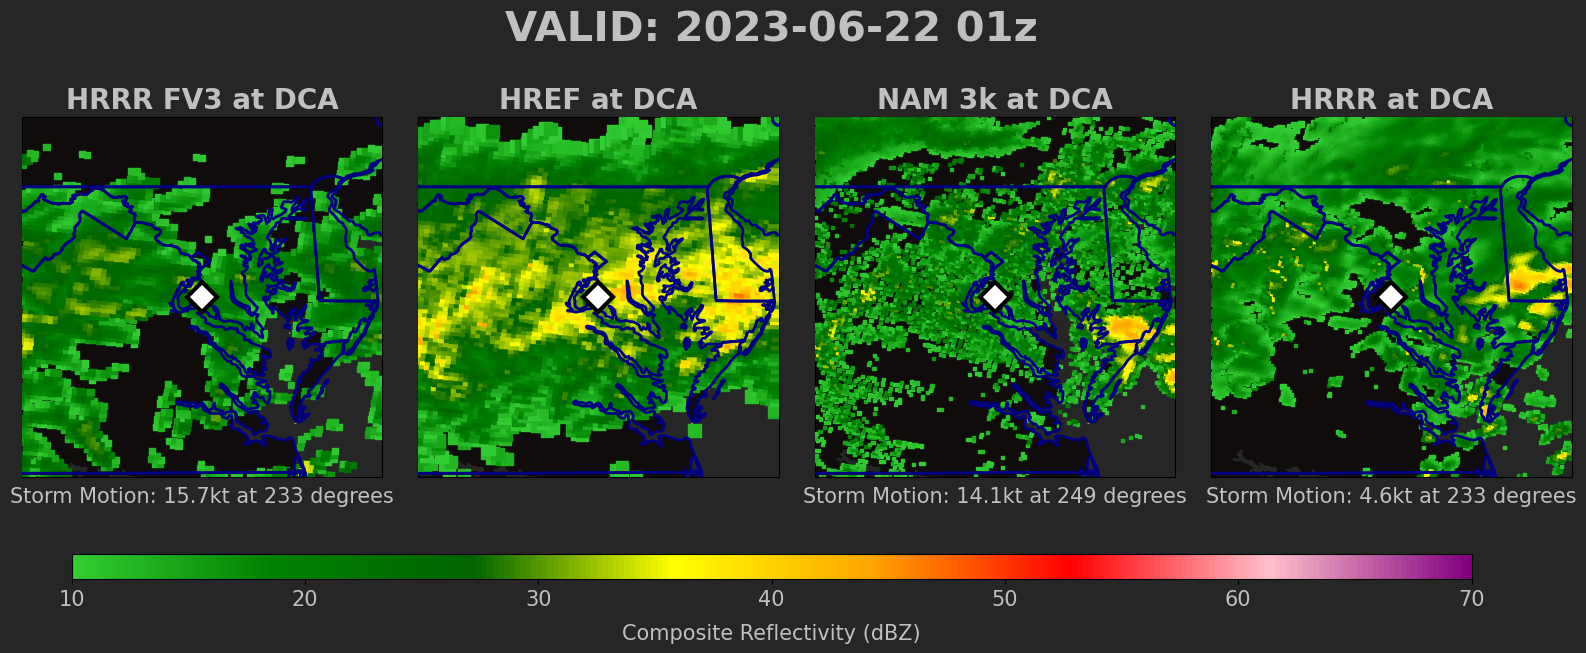 VALID: 2023-06-22 01z
HRRR FV3 at DCA
HREF at DCA
NAM 3k at DCA
HRRR at DCA
Storm Motion: 15.7kt at 233 degrees
Storm Motion: 14.1kt at 249 degrees
Storm Motion: 4.6kt at 233 degrees
10 20 30 40 50 60 70
Composite Reflectivity (dBZ)